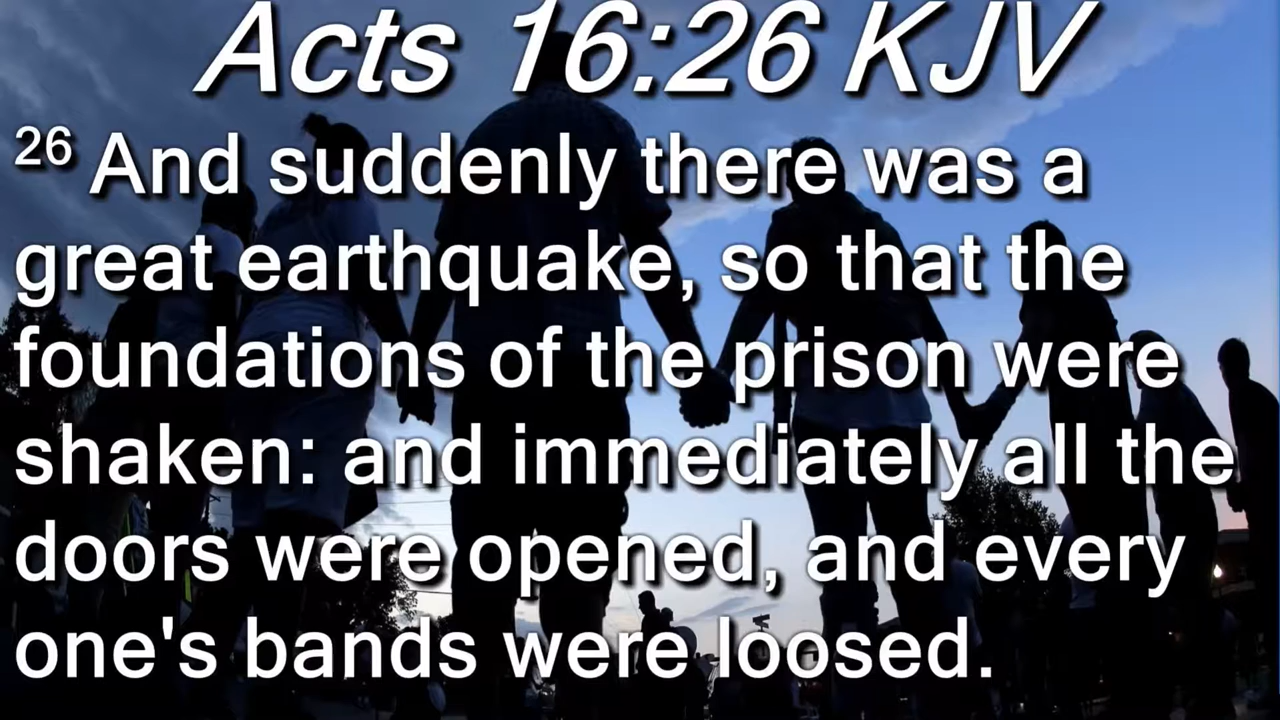 Acts 16:26 KJV
26 And suddenly there was a
great earthquake, so that the
foundations of the prison were
shaken: and immediately all the
doors were opened, and every
one's bands were loosed.